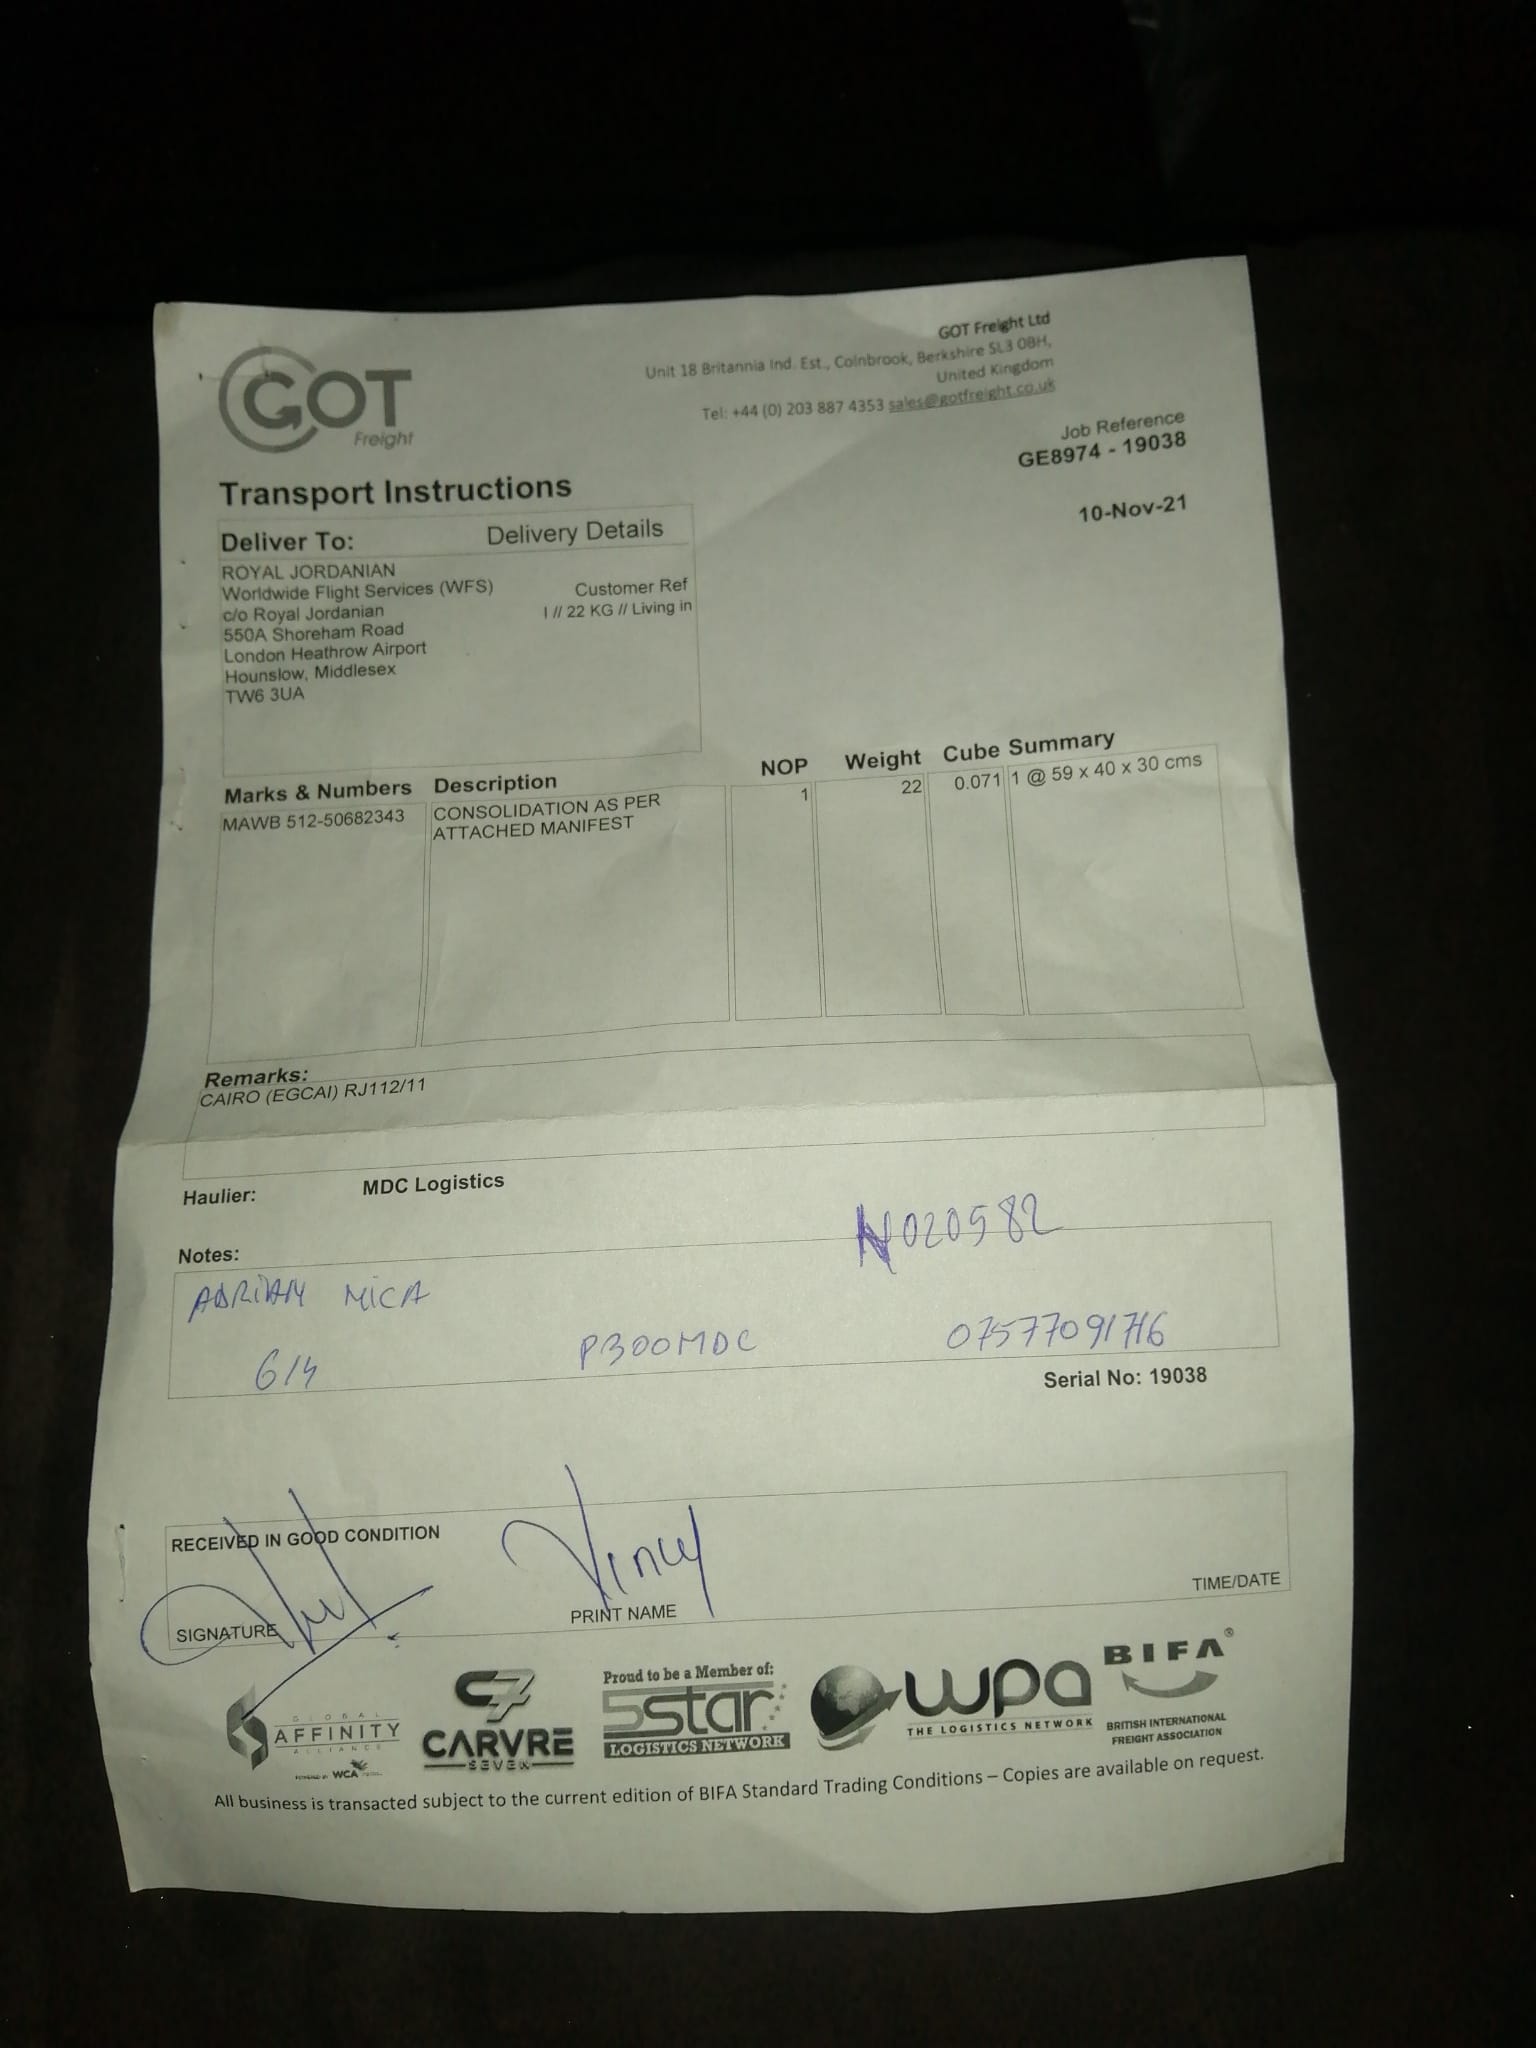 GOT
Freight
GOT Freight Ltd
Unit 18 Britannia Ind. Est., Colnbrook, Berkshire SL3 0BH,
United Kingdom
Tel: +44 (0) 203 887 4353 sales@gotfreight.co.uk
Job Reference
GE8974 - 19038
10-Nov-21
Transport Instructions
Deliver To: Delivery Details
ROYAL JORDANIAN
Worldwide Flight Services (WFS) Customer Ref
c/o Royal Jordanian I // 22 KG // Living in
550A Shoreham Road
London Heathrow Airport
Hounslow, Middlesex
TW6 3UA
Marks & Numbers Description NOP Weight Cube Summary
MAWB 512-50682343 CONSOLIDATION AS PER 1 22 0.071 1 @ 59 x 40 x 30 cms
ATTACHED MANIFEST
Remarks:
CAIRO (EGCAI) RJ112/11
Haulier: MDC Logistics
N020582
Notes:
ADRIAN MICA
6/4 P300MDC 07577091716
Serial No: 19038
RECEIVED IN GOOD CONDITION
Vincy
SIGNATURE PRINT NAME TIME/DATE
GLOBAL
AFFINITY
ALLIANCE
POWERED BY WCA
C7
CARVRE
SEVEN
Proud to be a Member of:
5star
LOGISTICS NETWORK
wpa
THE LOGISTICS NETWORK
BIFA®
BRITISH INTERNATIONAL
FREIGHT ASSOCIATION
All business is transacted subject to the current edition of BIFA Standard Trading Conditions – Copies are available on request.